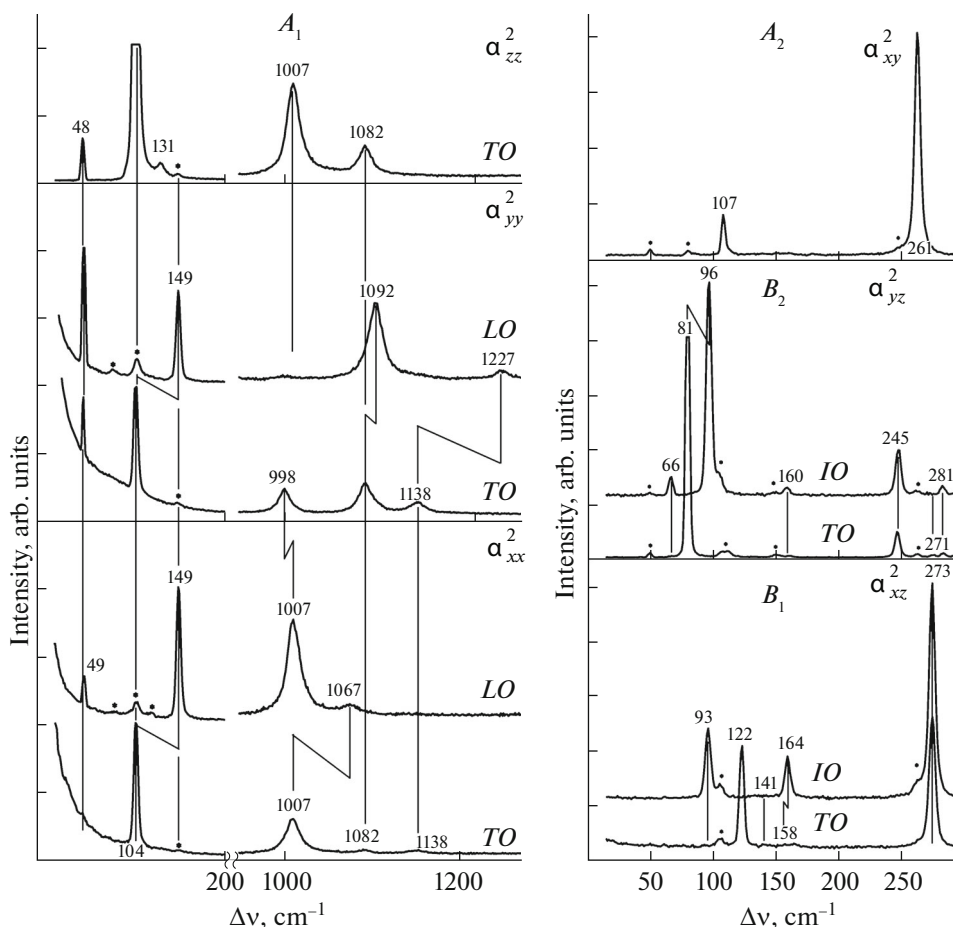 A₁
α²zz
1007
48
131
1082
TO
α²yy
149
1092
LO
1227
998
1138
TO
α²xx
149
1007
49
1067
LO
1007
104
1082
1138
TO
200
1000
1200
Δν, cm⁻¹
Intensity, arb. units
A₂
α²xy
107
261
96
B₂
α²yz
81
66
160
245
281
IO
TO
271
B₁
α²xz
273
93
122
141
164
IO
158
TO
50
100
150
200
250
Δν, cm⁻¹
Intensity, arb. units